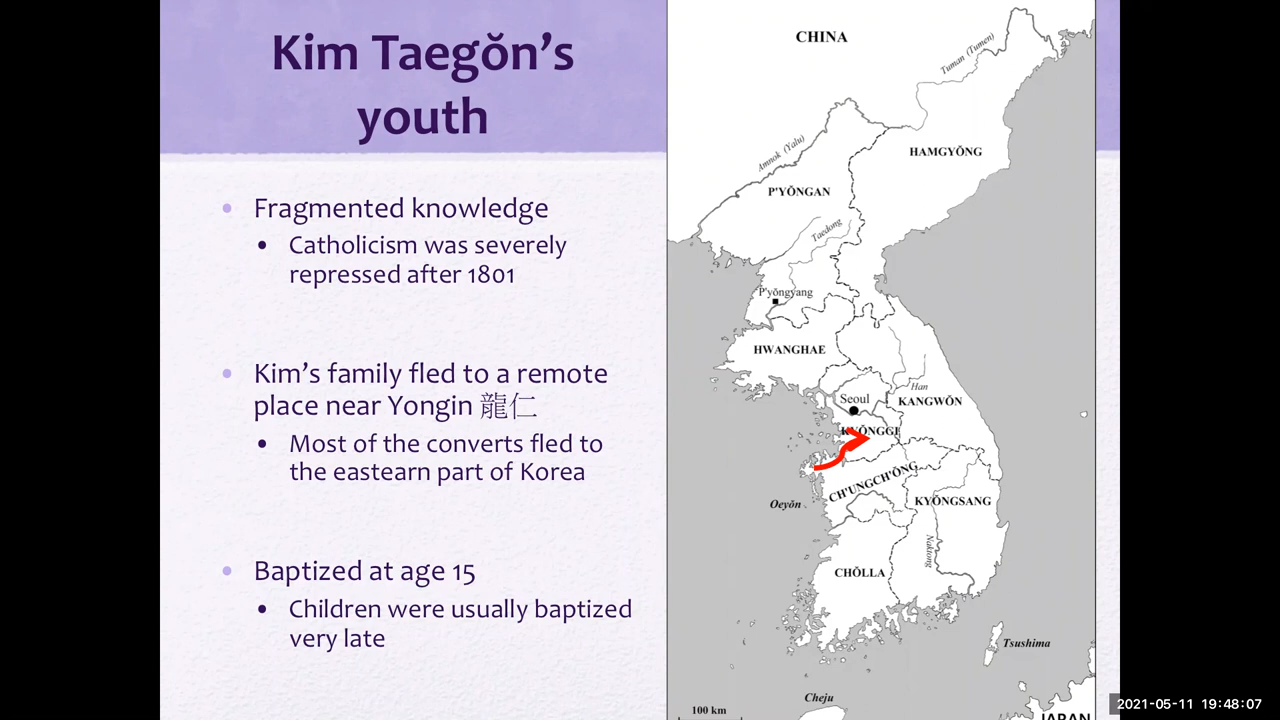 Kim Taegŏn’s
youth
• Fragmented knowledge
• Catholicism was severely
repressed after 1801
• Kim’s family fled to a remote
place near Yongin 龍仁
• Most of the converts fled to
the eastearn part of Korea
• Baptized at age 15
• Children were usually baptized
very late
CHINA
Tuman (Tumen)
HAMGYŎNG
Amnok (Yalu)
P'YŎNGAN
Taedong
P'yŏngyang
HWANGHAE
Han
Seoul
KANGWŎN
KYŎNGGI
CH'UNGCH'ŎNG
KYŎNGSANG
Oeyŏn
Naktong
CHŎLLA
Tsushima
Cheju
100 km
JAPAN
2021-05-11 19:48:07